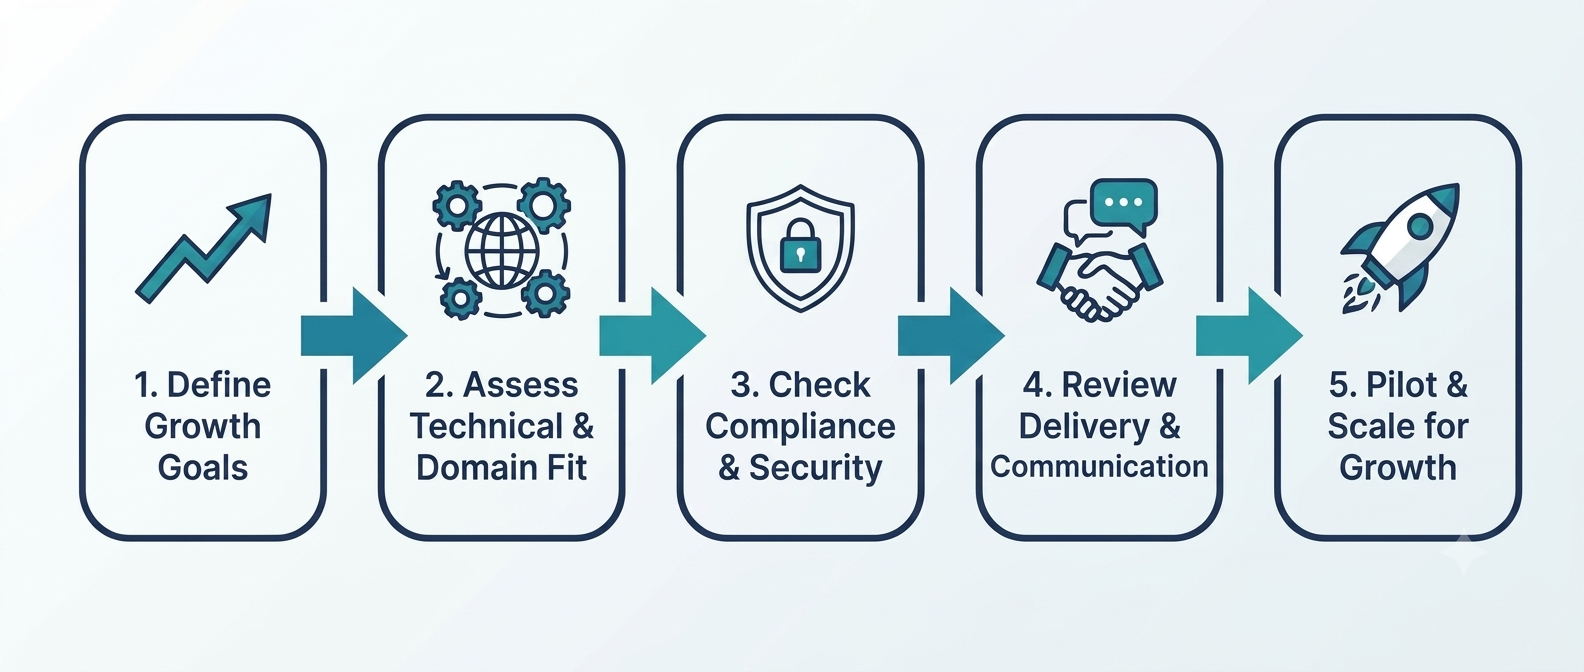 1. Define
Growth
Goals
2. Assess
Technical &
Domain Fit
3. Check
Compliance
& Security
4. Review
Delivery &
Communication
5. Pilot &
Scale for
Growth